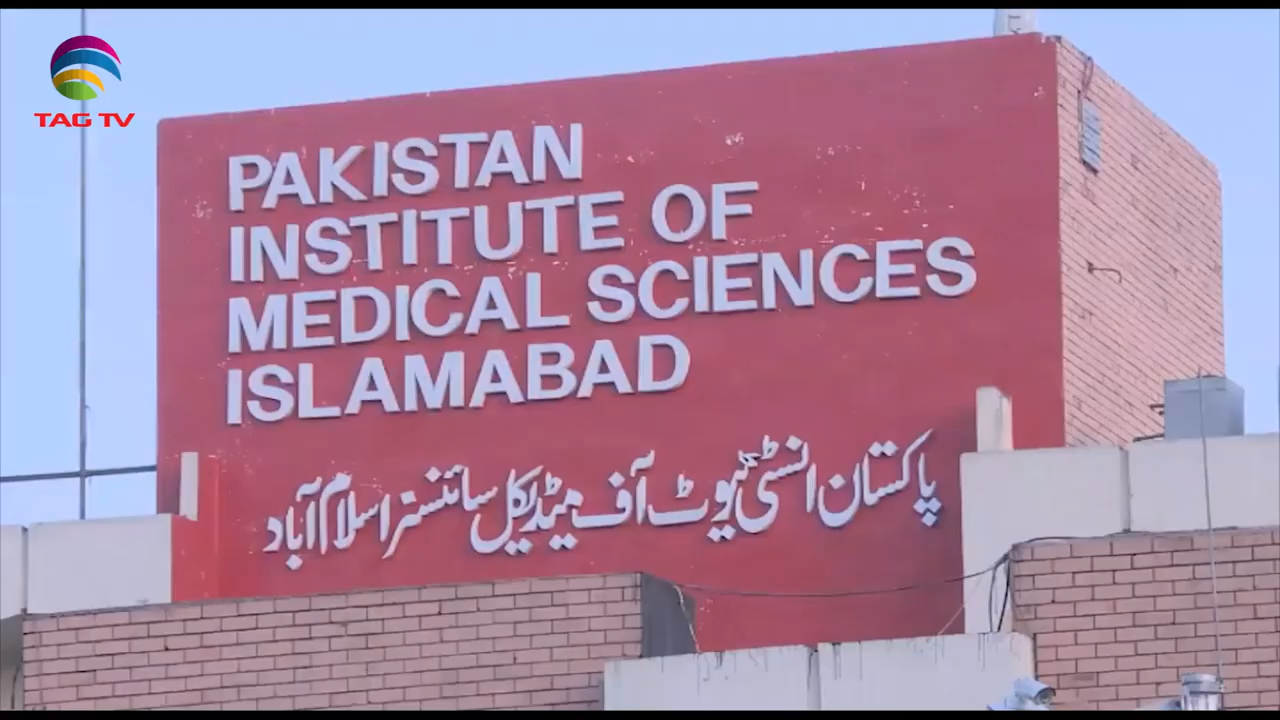 TAG TV
PAKISTAN
INSTITUTE OF
MEDICAL SCIENCES
ISLAMABAD
پاکستان انسٹی ٹیوٹ آف میڈیکل سائنسز اسلام آباد